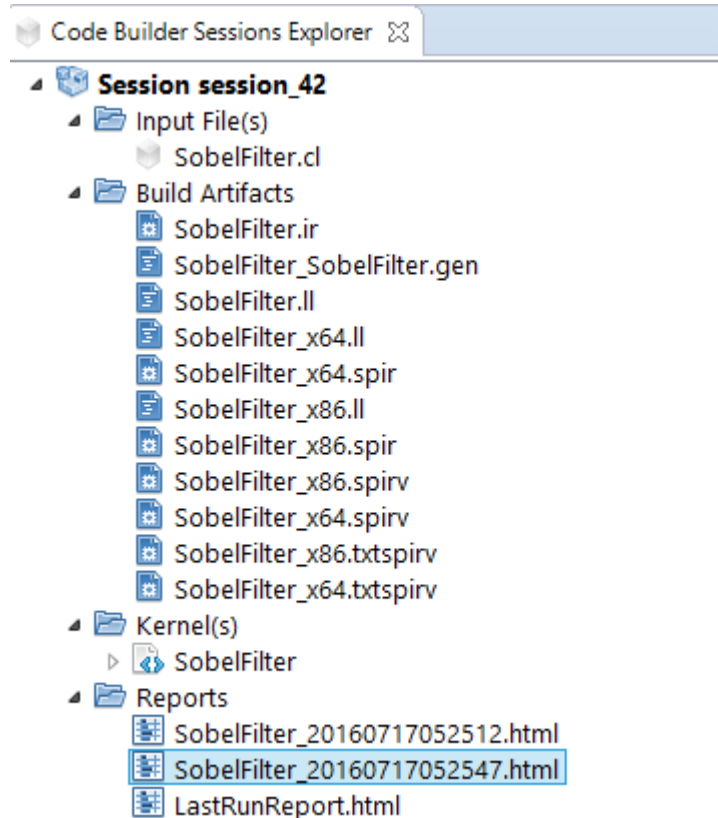 Code Builder Sessions Explorer
Session session_42
Input File(s)
SobelFilter.cl
Build Artifacts
SobelFilter.ir
SobelFilter_SobelFilter.gen
SobelFilter.ll
SobelFilter_x64.ll
SobelFilter_x64.spir
SobelFilter_x86.ll
SobelFilter_x86.spir
SobelFilter_x86.spirv
SobelFilter_x64.spirv
SobelFilter_x86.txtspirv
SobelFilter_x64.txtspirv
Kernel(s)
SobelFilter
Reports
SobelFilter_20160717052512.html
SobelFilter_20160717052547.html
LastRunReport.html